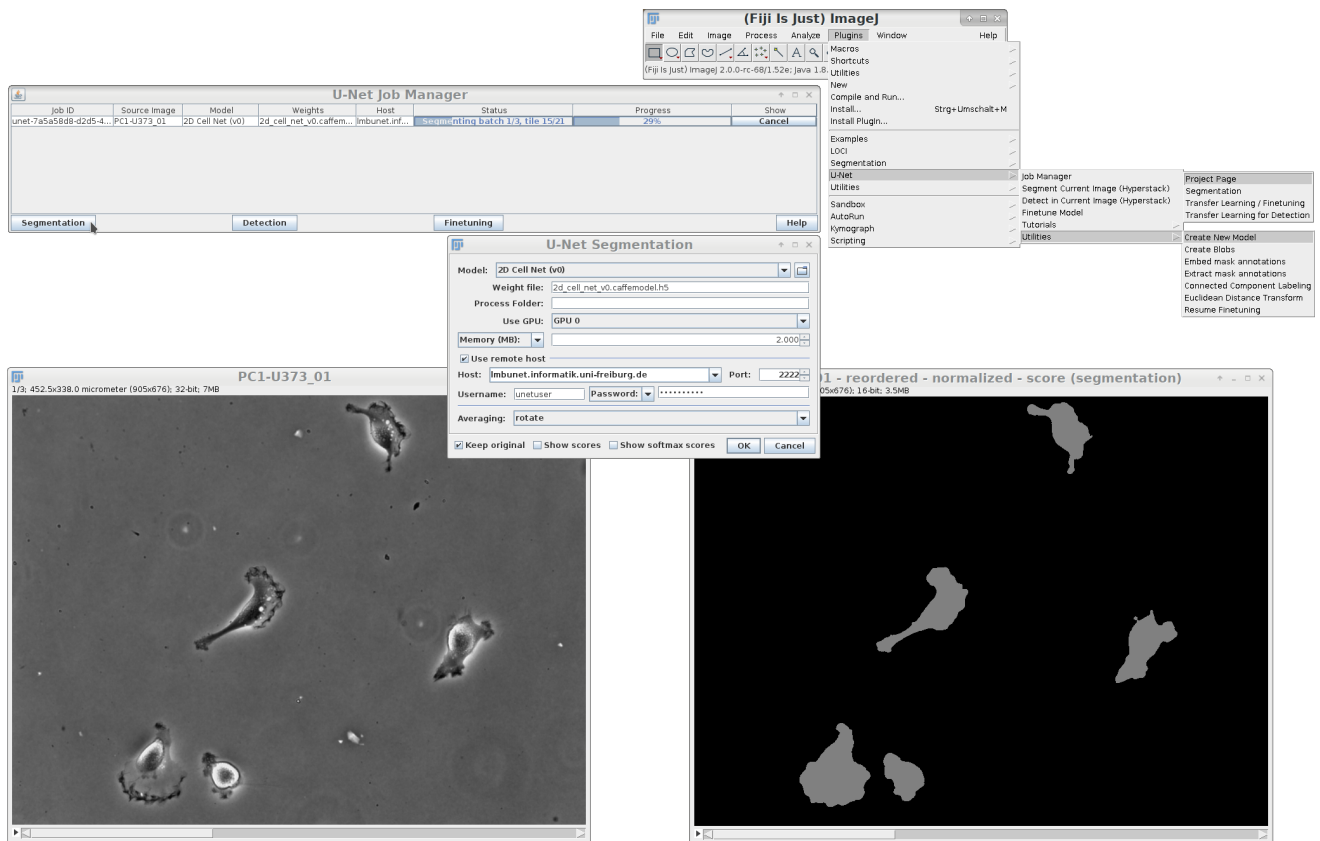 (Fiji Is Just) ImageJ
File Edit Image Process Analyze Plugins Window Help
(Fiji Is Just) ImageJ 2.0.0-rc-68/1.52e; Java 1.8.
Macros
Shortcuts
Utilities
New
Compile and Run...
Install... Strg+Umschalt+M
Install PlugIn...
Examples
LOCI
Segmentation
U-Net
Utilities
Sandbox
AutoRun
Kymograph
Scripting
Job Manager
Segment Current Image (Hyperstack)
Detect in Current Image (Hyperstack)
Finetune Model
Tutorials
Utilities
Project Page
Segmentation
Transfer Learning / Finetuning
Transfer Learning for Detection
Create New Model
Create Blobs
Embed mask annotations
Extract mask annotations
Connected Component Labeling
Euclidean Distance Transform
Resume Finetuning
U-Net Job Manager
Job ID Source Image Model Weights Host Status Progress Show
unet-7a5a58d8-d2d5-4... PC1-U373_01 2D Cell Net (v0) 2d_cell_net_v0.caffem... lmbunet.inf... Segmenting batch 1/3, tile 15/21 29% Cancel
Segmentation Detection Finetuning Help
U-Net Segmentation
Model: 2D Cell Net (v0)
Weight file: 2d_cell_net_v0.caffemodel.h5
Process Folder:
Use GPU: GPU 0
Memory (MB): 2.000
Use remote host
Host: lmbunet.informatik.uni-freiburg.de Port: 2222
Username: unetuser Password: ••••••••••
Averaging: rotate
Keep original Show scores Show softmax scores OK Cancel
PC1-U373_01
1/3; 452.5x338.0 micrometer (905x676); 32-bit; 7MB
01 - reordered - normalized - score (segmentation)
05x676); 16-bit; 3.5MB